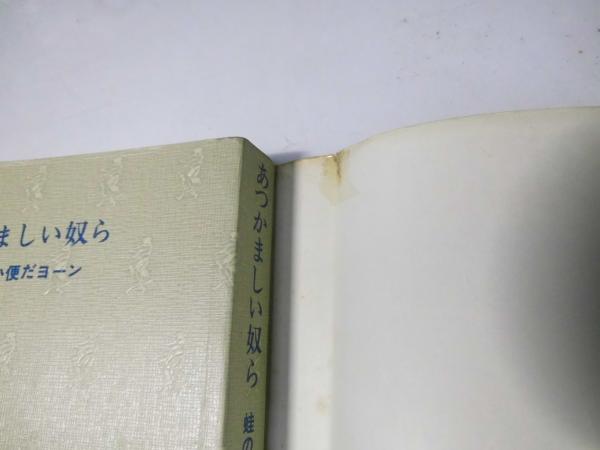 ましい奴ら
便だヨーン
あつかましい奴ら
蛙の